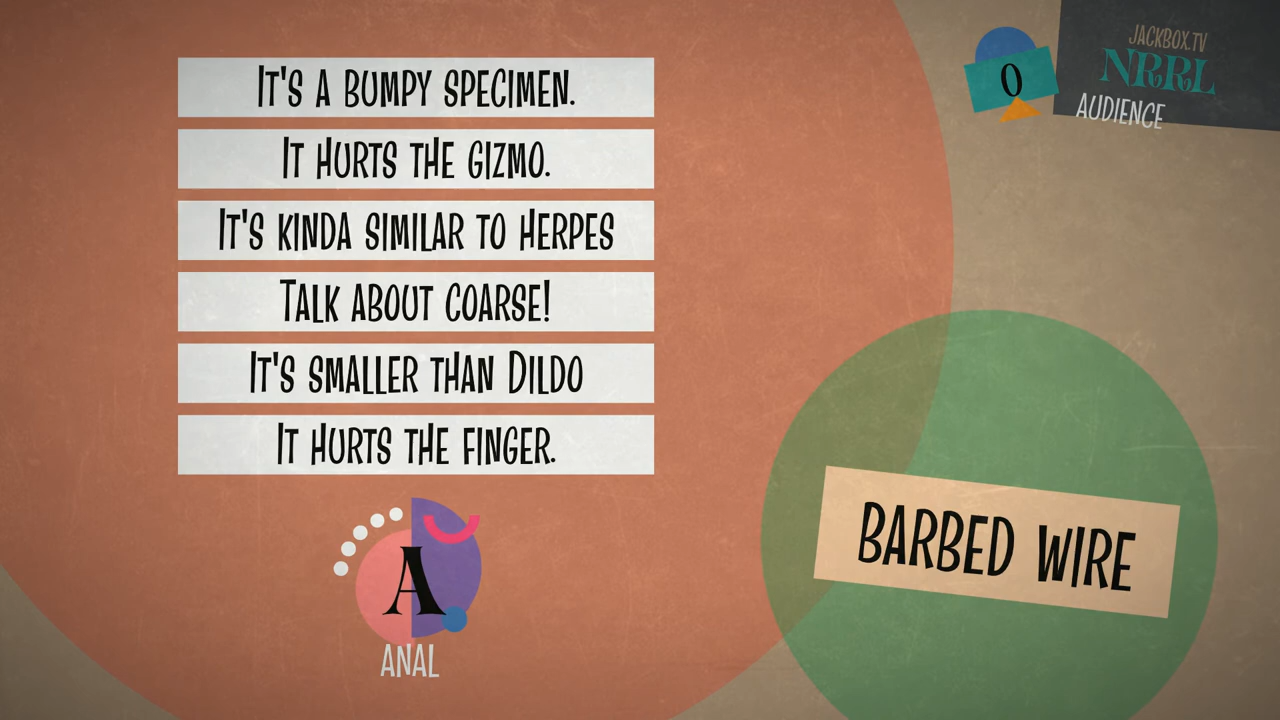 It's a bumpy specimen.
It hurts the gizmo.
It's kinda similar to herpes
Talk about coarse!
It's smaller than Dildo
It hurts the finger.
A
ANAL
BARBED WIRE
0
JACKBOX.TV
NRRL
AUDIENCE